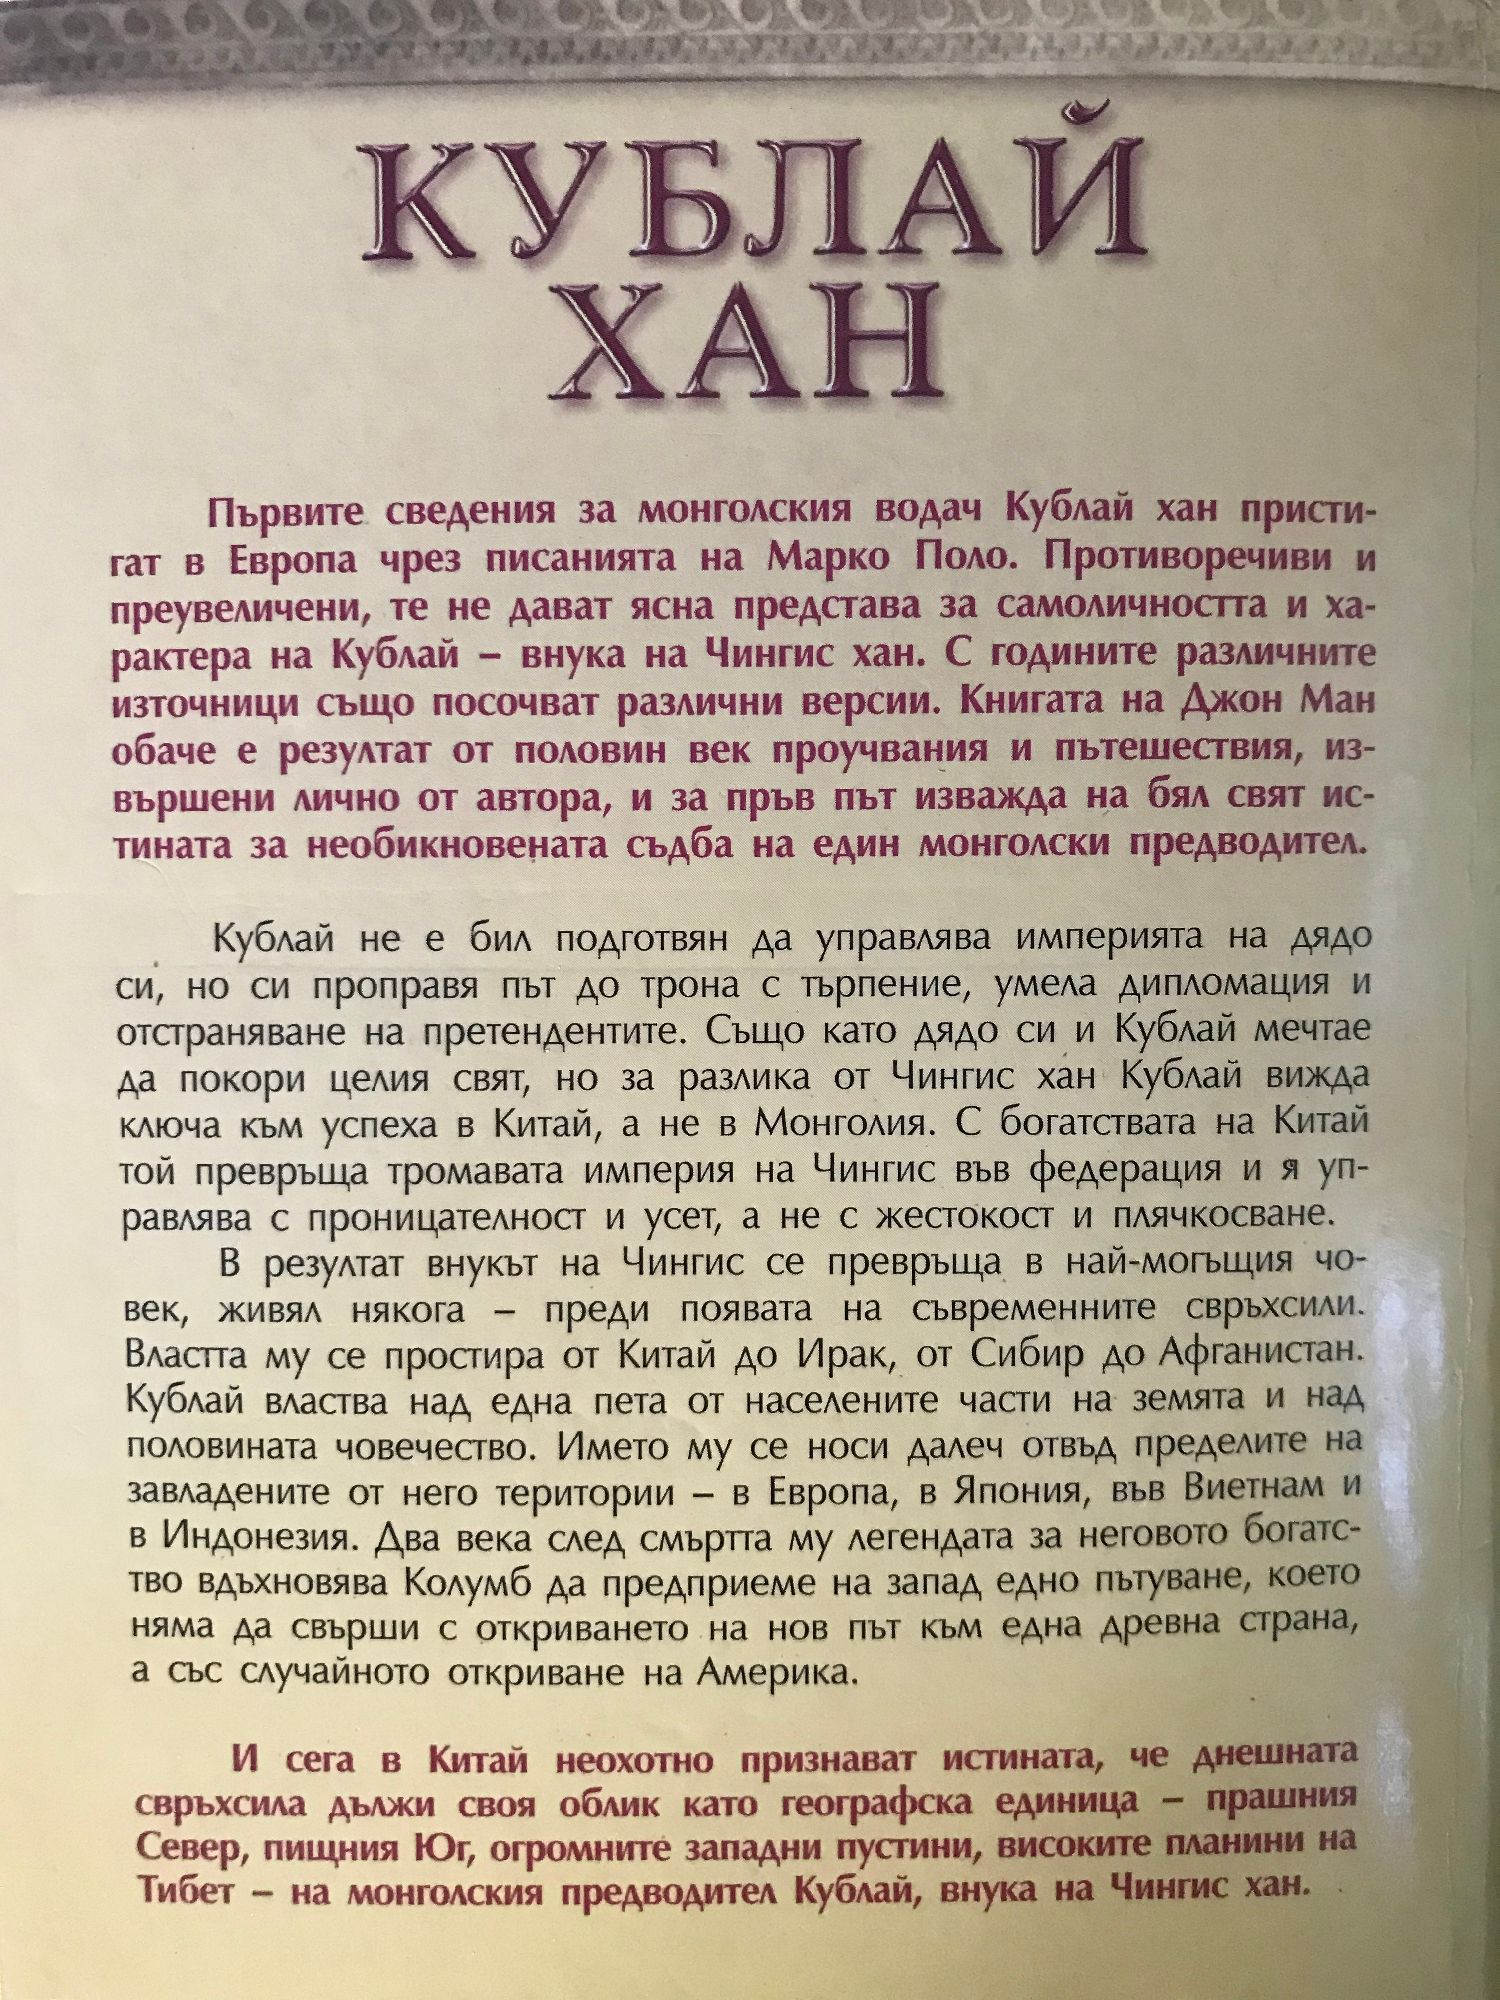 КУБЛАЙ
ХАН
Първите сведения за монголския водач Кублай хан присти-
гат в Европа чрез писанията на Марко Поло. Противоречиви и
преувеличени, те не дават ясна представа за самоличността и ха-
рактера на Кублай – внука на Чингис хан. С годините различните
източници също посочват различни версии. Книгата на Джон Ман
обаче е резултат от половин век проучвания и пътешествия, из-
вършени лично от автора, и за пръв път изважда на бял свят ис-
тината за необикновената съдба на един монголски предводител.
Кублай не е бил подготвян да управлява империята на дядо
си, но си проправя път до трона с търпение, умела дипломация и
отстраняване на претендентите. Също като дядо си и Кублай мечтае
да покори целия свят, но за разлика от Чингис хан Кублай вижда
ключа към успеха в Китай, а не в Монголия. С богатствата на Китай
той превръща тромавата империя на Чингис във федерация и я уп-
равлява с проницателност и усет, а не с жестокост и плячкосване.
В резултат внукът на Чингис се превръща в най-могъщия чо-
век, живял някога – преди появата на съвременните свръхсили.
Властта му се простира от Китай до Ирак, от Сибир до Афганистан.
Кублай властва над една пета от населените части на земята и над
половината човечество. Името му се носи далеч отвъд пределите на
завладените от него територии – в Европа, в Япония, във Виетнам и
в Индонезия. Два века след смъртта му легендата за неговото богатс-
тво вдъхновява Колумб да предприеме на запад едно пътуване, което
няма да свърши с откриването на нов път към една древна страна,
а със случайното откриване на Америка.
И сега в Китай неохотно признават истината, че днешната
свръхсила дължи своя облик като географска единица – прашния
Север, пищния Юг, огромните западни пустини, високите планини на
Тибет – на монголския предводител Кублай, внука на Чингис хан.